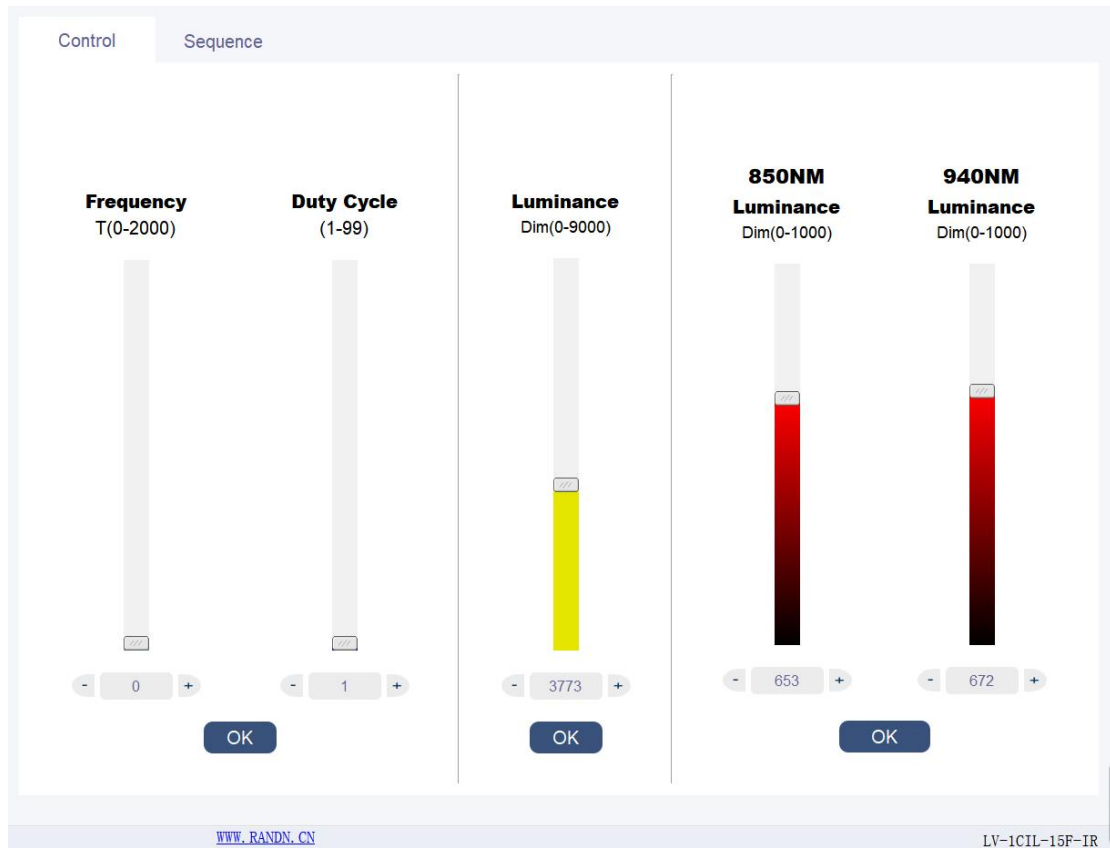 Control
Sequence
Frequency
T(0-2000)
- 0 +
Duty Cycle
(1-99)
- 1 +
OK
Luminance
Dim(0-9000)
- 3773 +
OK
850NM
Luminance
Dim(0-1000)
- 653 +
940NM
Luminance
Dim(0-1000)
- 672 +
OK
WWW.RANDN.CN
LV-1CIL-15F-IR